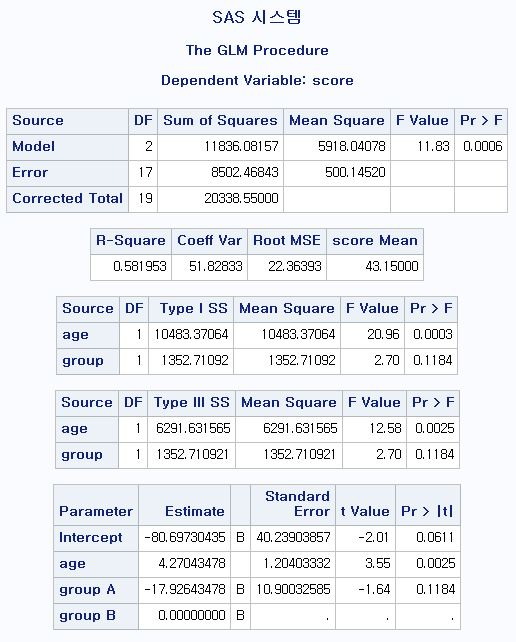 SAS 시스템
The GLM Procedure
Dependent Variable: score
Source DF Sum of Squares Mean Square F Value Pr > F
Model 2 11836.08157 5918.04078 11.83 0.0006
Error 17 8502.46843 500.14520
Corrected Total 19 20338.55000
R-Square Coeff Var Root MSE score Mean
0.581953 51.82833 22.36393 43.15000
Source DF Type I SS Mean Square F Value Pr > F
age 1 10483.37064 10483.37064 20.96 0.0003
group 1 1352.71092 1352.71092 2.70 0.1184
Source DF Type III SS Mean Square F Value Pr > F
age 1 6291.631565 6291.631565 12.58 0.0025
group 1 1352.710921 1352.710921 2.70 0.1184
Parameter Estimate Standard Error t Value Pr > |t|
Intercept -80.69730435 B 40.23903857 -2.01 0.0611
age 4.27043478 1.20403332 3.55 0.0025
group A -17.92643478 B 10.90032585 -1.64 0.1184
group B 0.00000000 B . . .